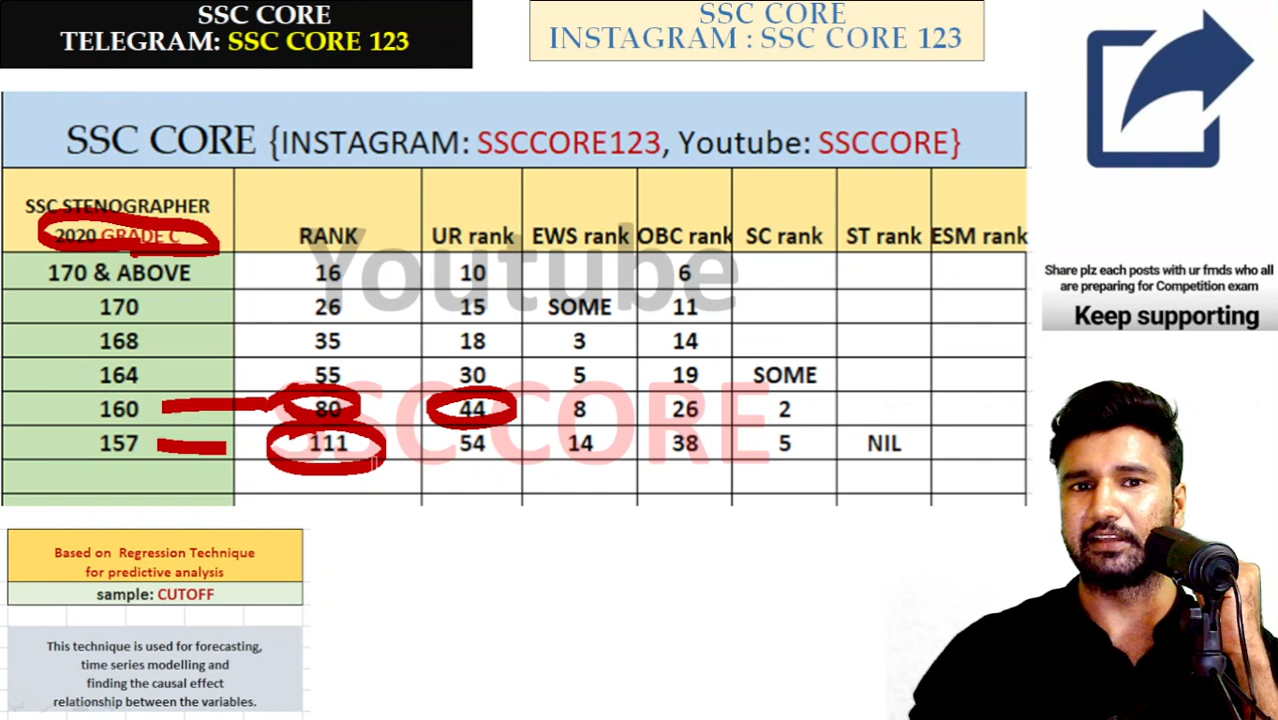 SSC CORE
TELEGRAM: SSC CORE 123
SSC CORE
INSTAGRAM : SSC CORE 123
SSC CORE {INSTAGRAM: SSCCORE123, Youtube: SSCCORE}
SSC STENOGRAPHER
2020 GRADE C RANK UR rank EWS rank OBC rank SC rank ST rank ESM rank
170 & ABOVE 16 10 6
170 26 15 SOME 11
168 35 18 3 14
164 55 30 5 19 SOME
160 80 44 8 26 2
157 111 54 14 38 5 NIL
Youtube
SSC CORE
Share plz each posts with ur frnds who all
are preparing for Competition exam
Keep supporting
Based on Regression Technique
for predictive analysis
sample: CUTOFF
This technique is used for forecasting,
time series modelling and
finding the causal effect
relationship between the variables.